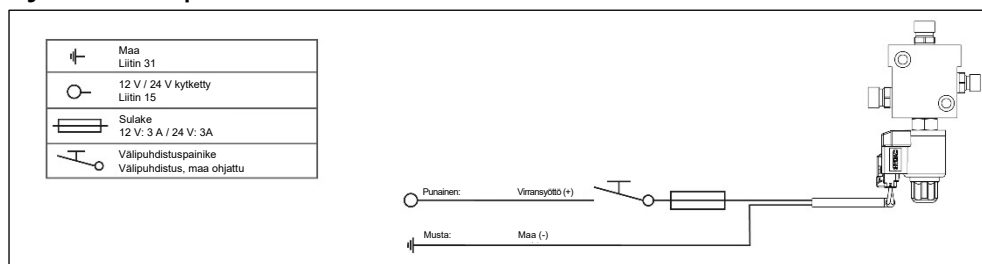 Maa
Liitin 31
12 V / 24 V kytketty
Liitin 15
Sulake
12 V: 3 A / 24 V: 3A
Välipuhdistuspainike
Välipuhdistus, maa ohjattu
Punainen: Virransyöttö (+)
Musta: Maa (-)